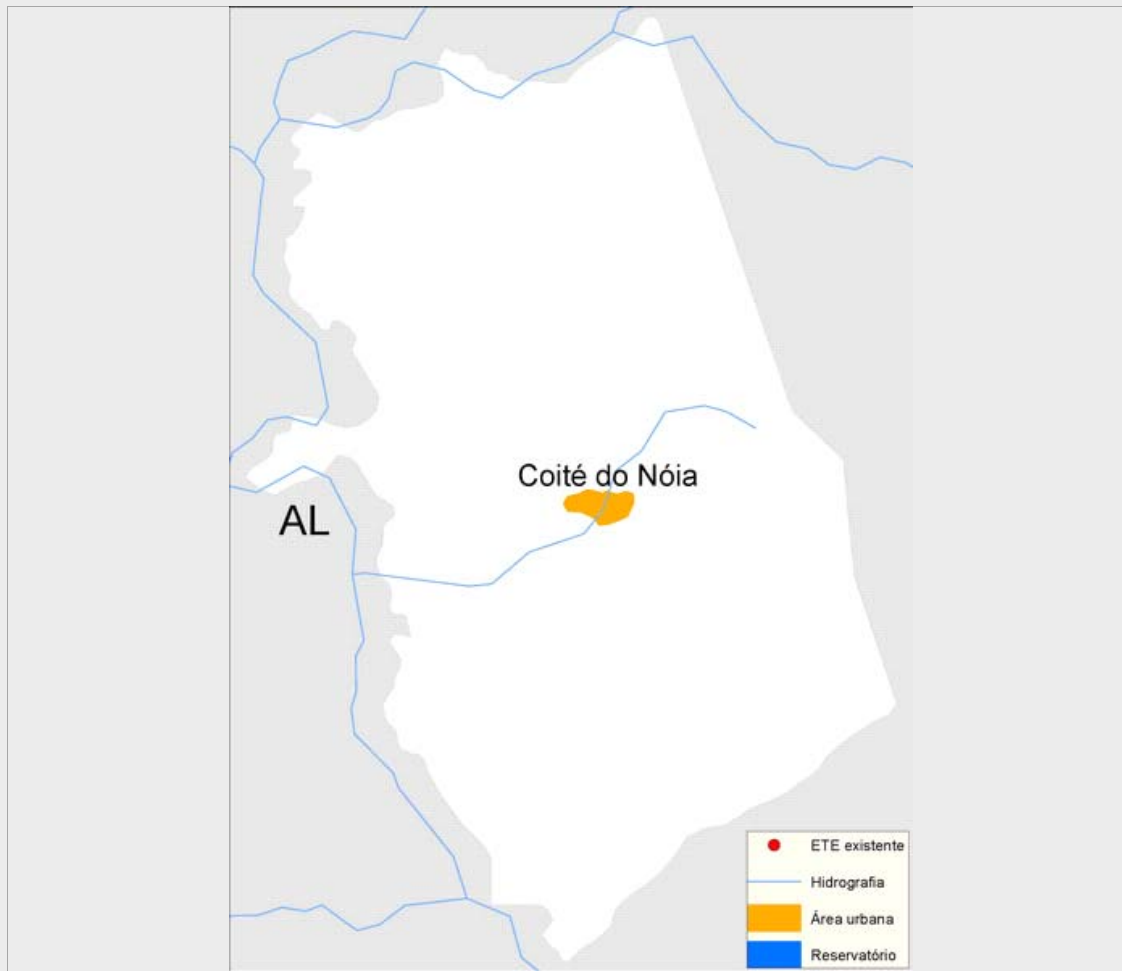 Coité do Nóia
AL
ETE existente
Hidrografia
Área urbana
Reservatório